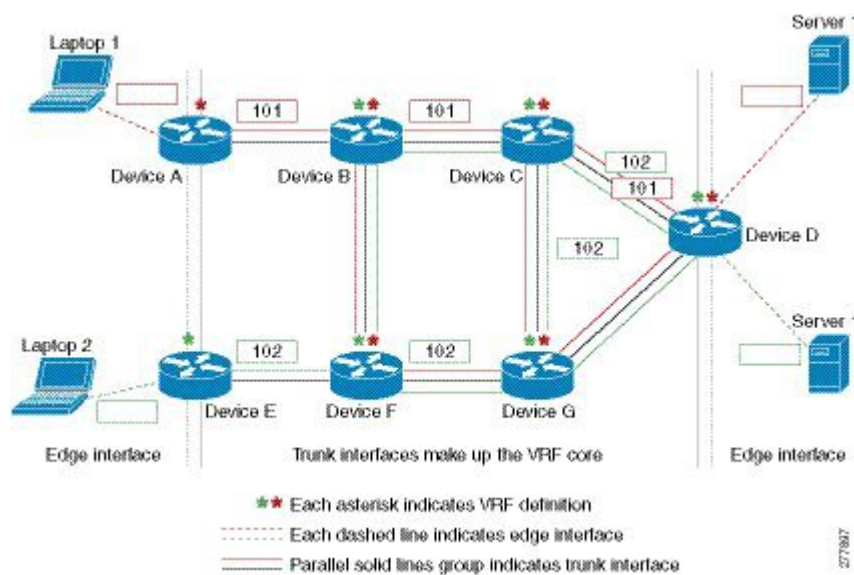 Laptop 1
Server 1
101
101
Device A
Device B
Device C
102
101
Device D
102
Laptop 2
Server 1
102
102
Device E
Device F
Device G
Edge interface
Trunk interfaces make up the VRF core
Edge interface
Each asterisk indicates VRF definition
Each dashed line indicates edge interface
Parallel solid lines group indicates trunk interface
277897